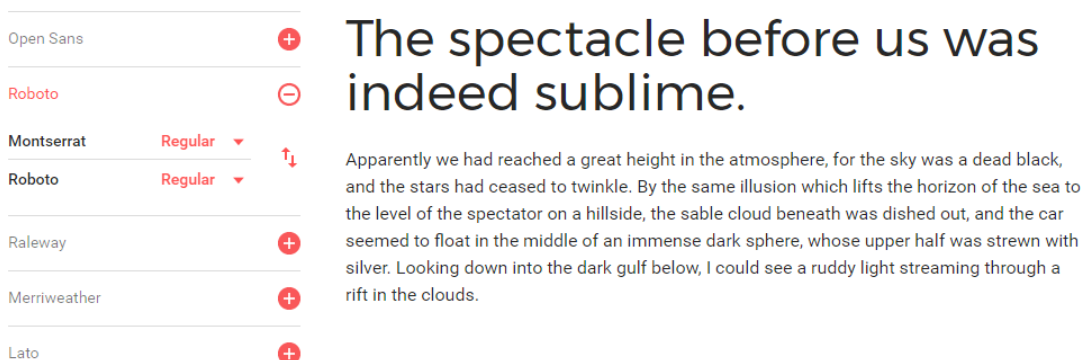 Open Sans
Roboto
Montserrat Regular
Roboto Regular
Raleway
Merriweather
Lato
The spectacle before us was
indeed sublime.
Apparently we had reached a great height in the atmosphere, for the sky was a dead black,
and the stars had ceased to twinkle. By the same illusion which lifts the horizon of the sea to
the level of the spectator on a hillside, the sable cloud beneath was dished out, and the car
seemed to float in the middle of an immense dark sphere, whose upper half was strewn with
silver. Looking down into the dark gulf below, I could see a ruddy light streaming through a
rift in the clouds.